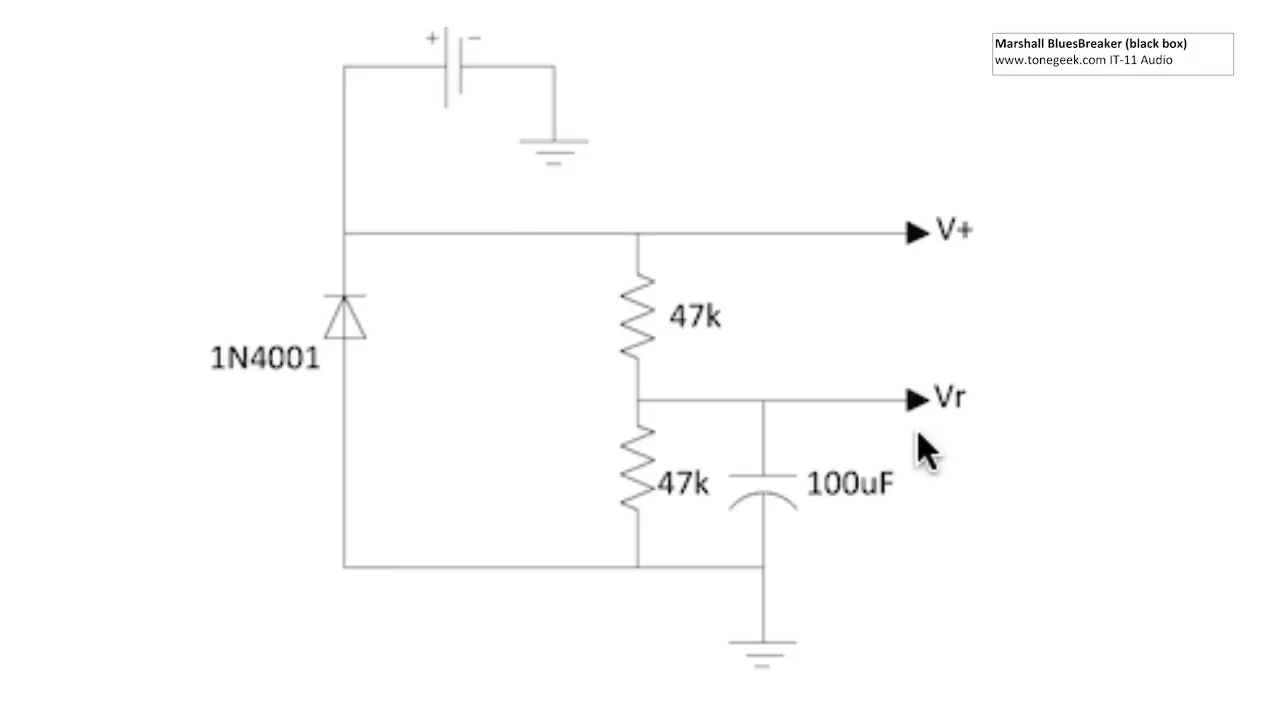 Marshall BluesBreaker (black box)
www.tonegeek.com IT-11 Audio
+ −
V+
47k
1N4001
Vr
47k
100uF